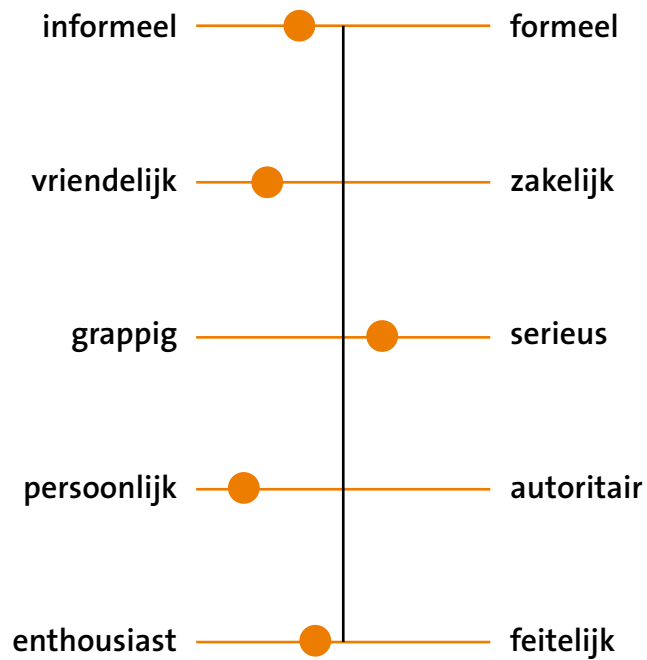 informeel formeel
vriendelijk zakelijk
grappig serieus
persoonlijk autoritair
enthousiast feitelijk